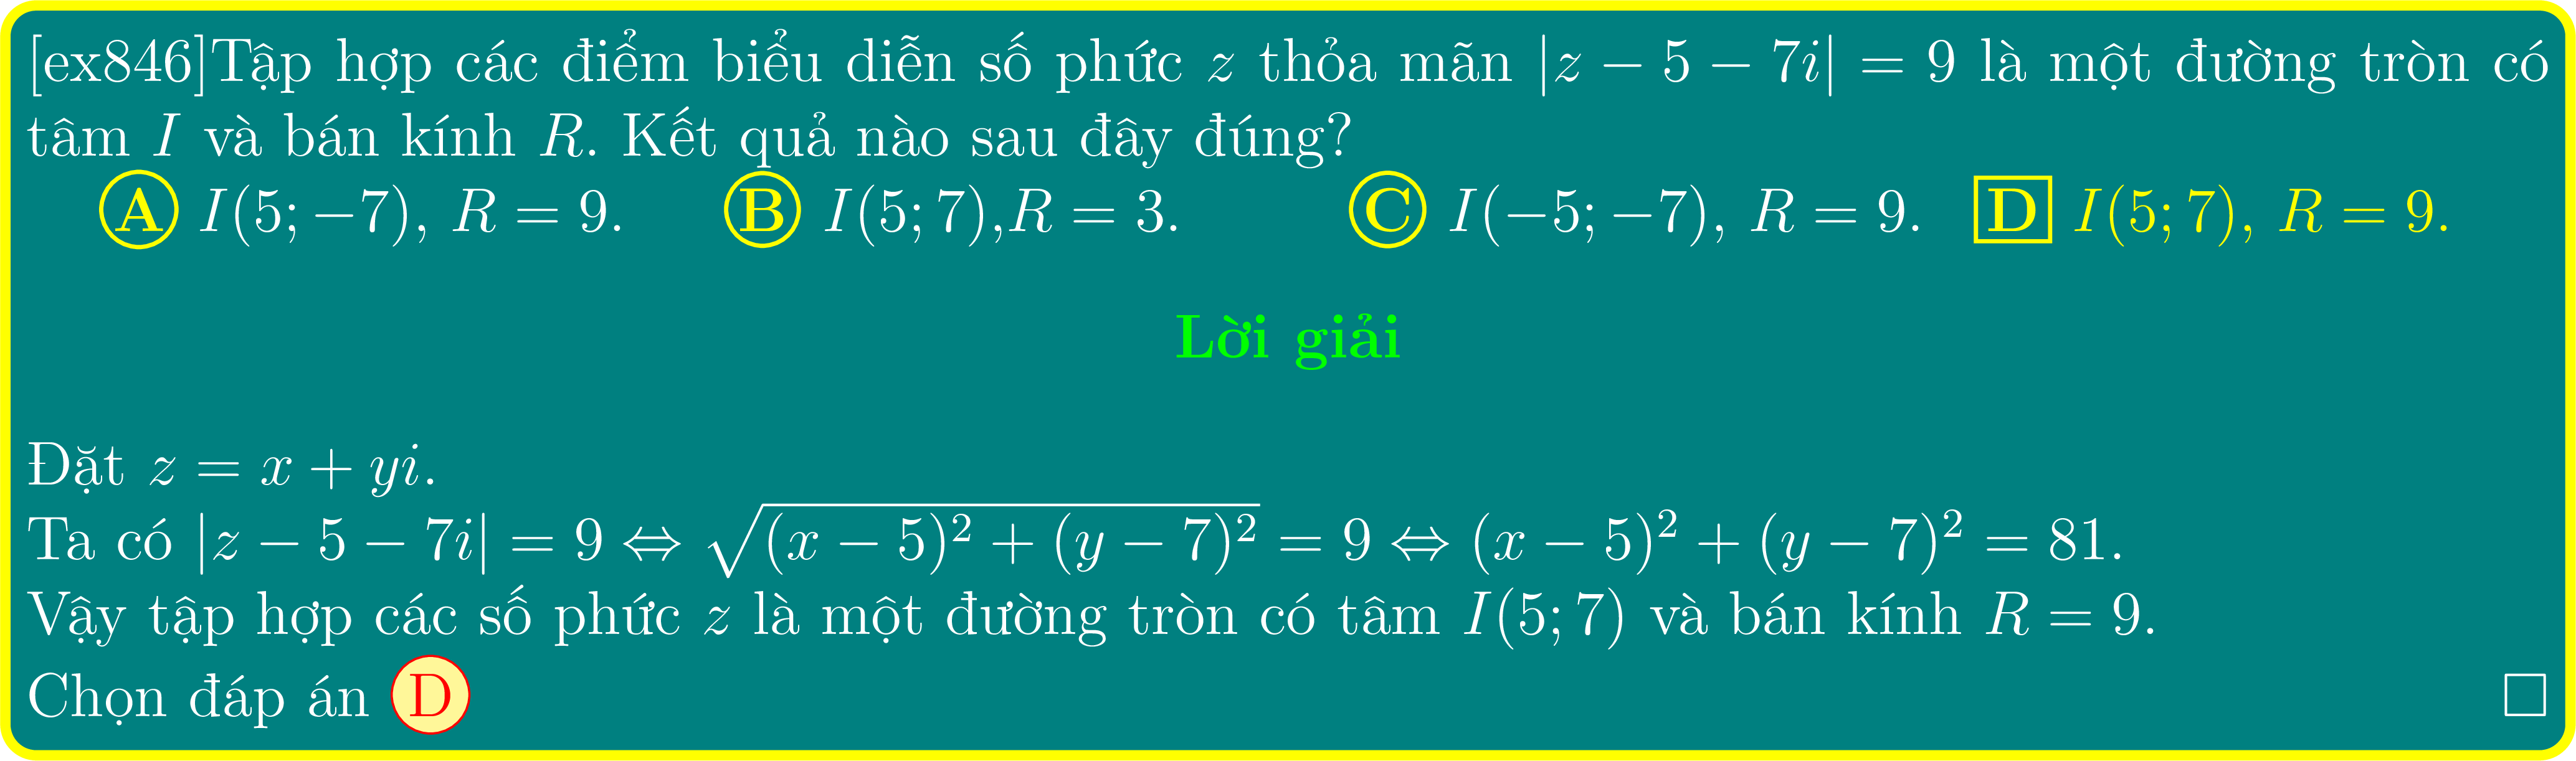 [ex846]Tập hợp các điểm biểu diễn số phức z thỏa mãn |z − 5 − 7i| = 9 là một đường tròn có
tâm I và bán kính R. Kết quả nào sau đây đúng?
A I(5; −7), R = 9. B I(5; 7),R = 3. C I(−5; −7), R = 9. D I(5; 7), R = 9.
Lời giải
Đặt z = x + yi.
Ta có |z − 5 − 7i| = 9 ⇔ √((x − 5)² + (y − 7)²) = 9 ⇔ (x − 5)² + (y − 7)² = 81.
Vậy tập hợp các số phức z là một đường tròn có tâm I(5; 7) và bán kính R = 9.
Chọn đáp án D □